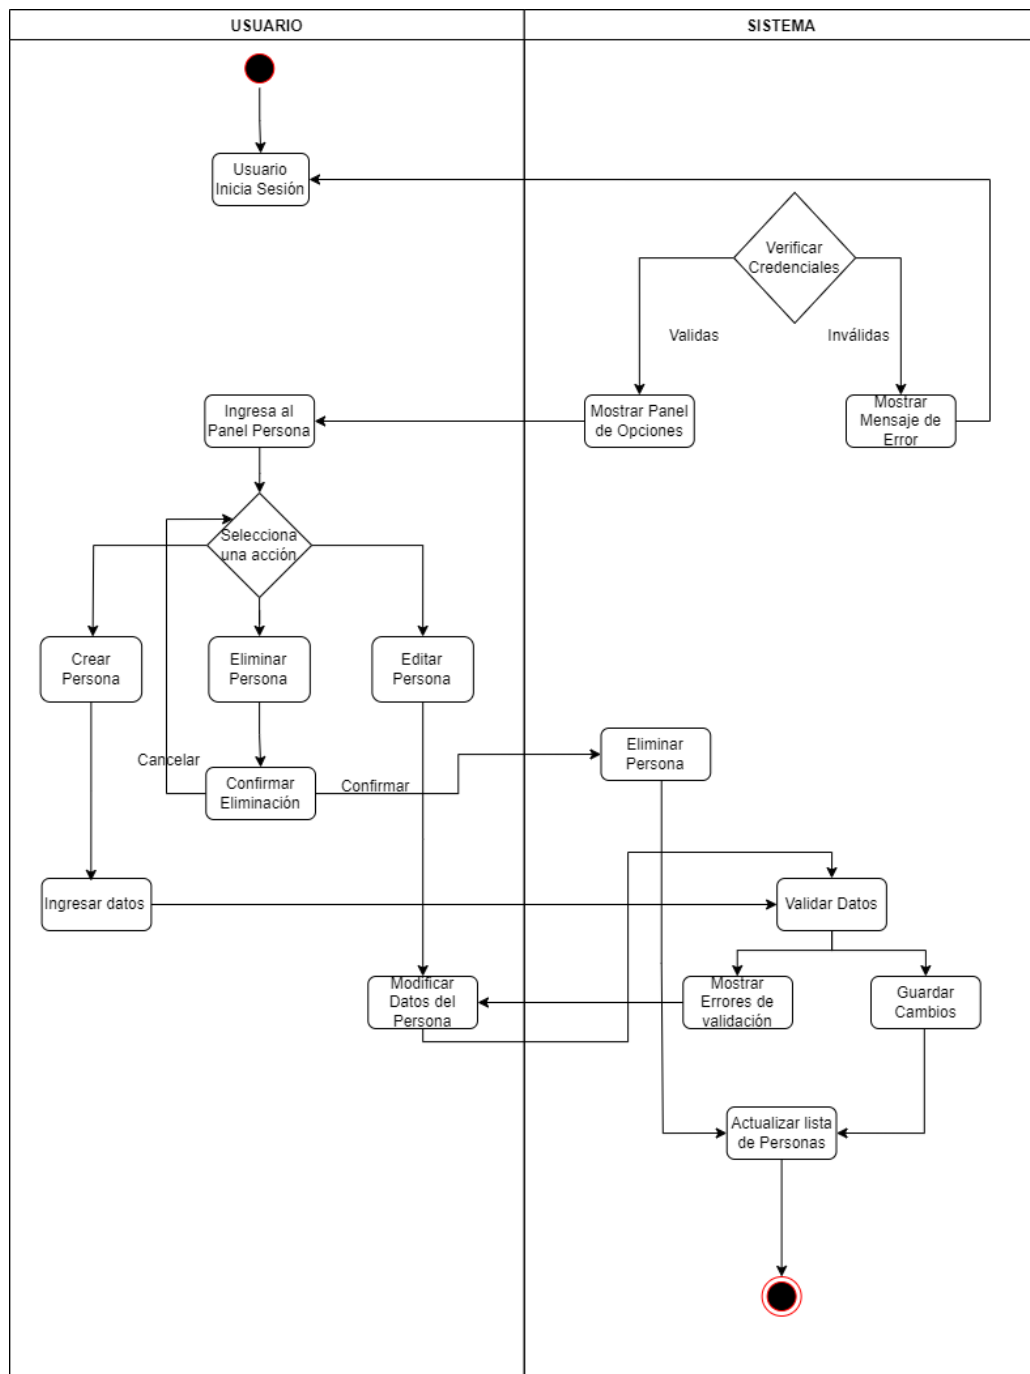 USUARIO
SISTEMA
Usuario
Inicia Sesión
Verificar
Credenciales
Validas
Inválidas
Ingresa al
Panel Persona
Mostrar Panel
de Opciones
Mostrar
Mensaje de
Error
Selecciona
una acción
Crear
Persona
Eliminar
Persona
Editar
Persona
Eliminar
Persona
Cancelar
Confirmar
Eliminación
Confirmar
Ingresar datos
Validar Datos
Modificar
Datos del
Persona
Mostrar
Errores de
validación
Guardar
Cambios
Actualizar lista
de Personas